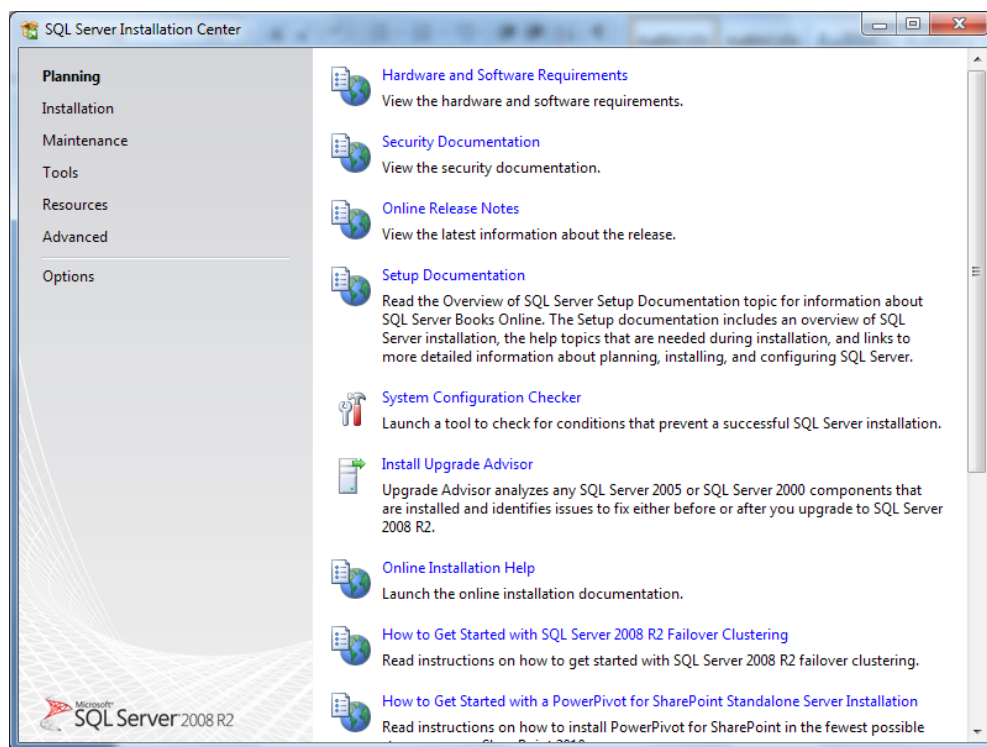 SQL Server Installation Center
Planning
Installation
Maintenance
Tools
Resources
Advanced
Options
Hardware and Software Requirements
View the hardware and software requirements.
Security Documentation
View the security documentation.
Online Release Notes
View the latest information about the release.
Setup Documentation
Read the Overview of SQL Server Setup Documentation topic for information about
SQL Server Books Online. The Setup documentation includes an overview of SQL
Server installation, the help topics that are needed during installation, and links to
more detailed information about planning, installing, and configuring SQL Server.
System Configuration Checker
Launch a tool to check for conditions that prevent a successful SQL Server installation.
Install Upgrade Advisor
Upgrade Advisor analyzes any SQL Server 2005 or SQL Server 2000 components that
are installed and identifies issues to fix either before or after you upgrade to SQL Server
2008 R2.
Online Installation Help
Launch the online installation documentation.
How to Get Started with SQL Server 2008 R2 Failover Clustering
Read instructions on how to get started with SQL Server 2008 R2 failover clustering.
How to Get Started with a PowerPivot for SharePoint Standalone Server Installation
Read instructions on how to install PowerPivot for SharePoint in the fewest possible
Microsoft
SQL Server 2008 R2